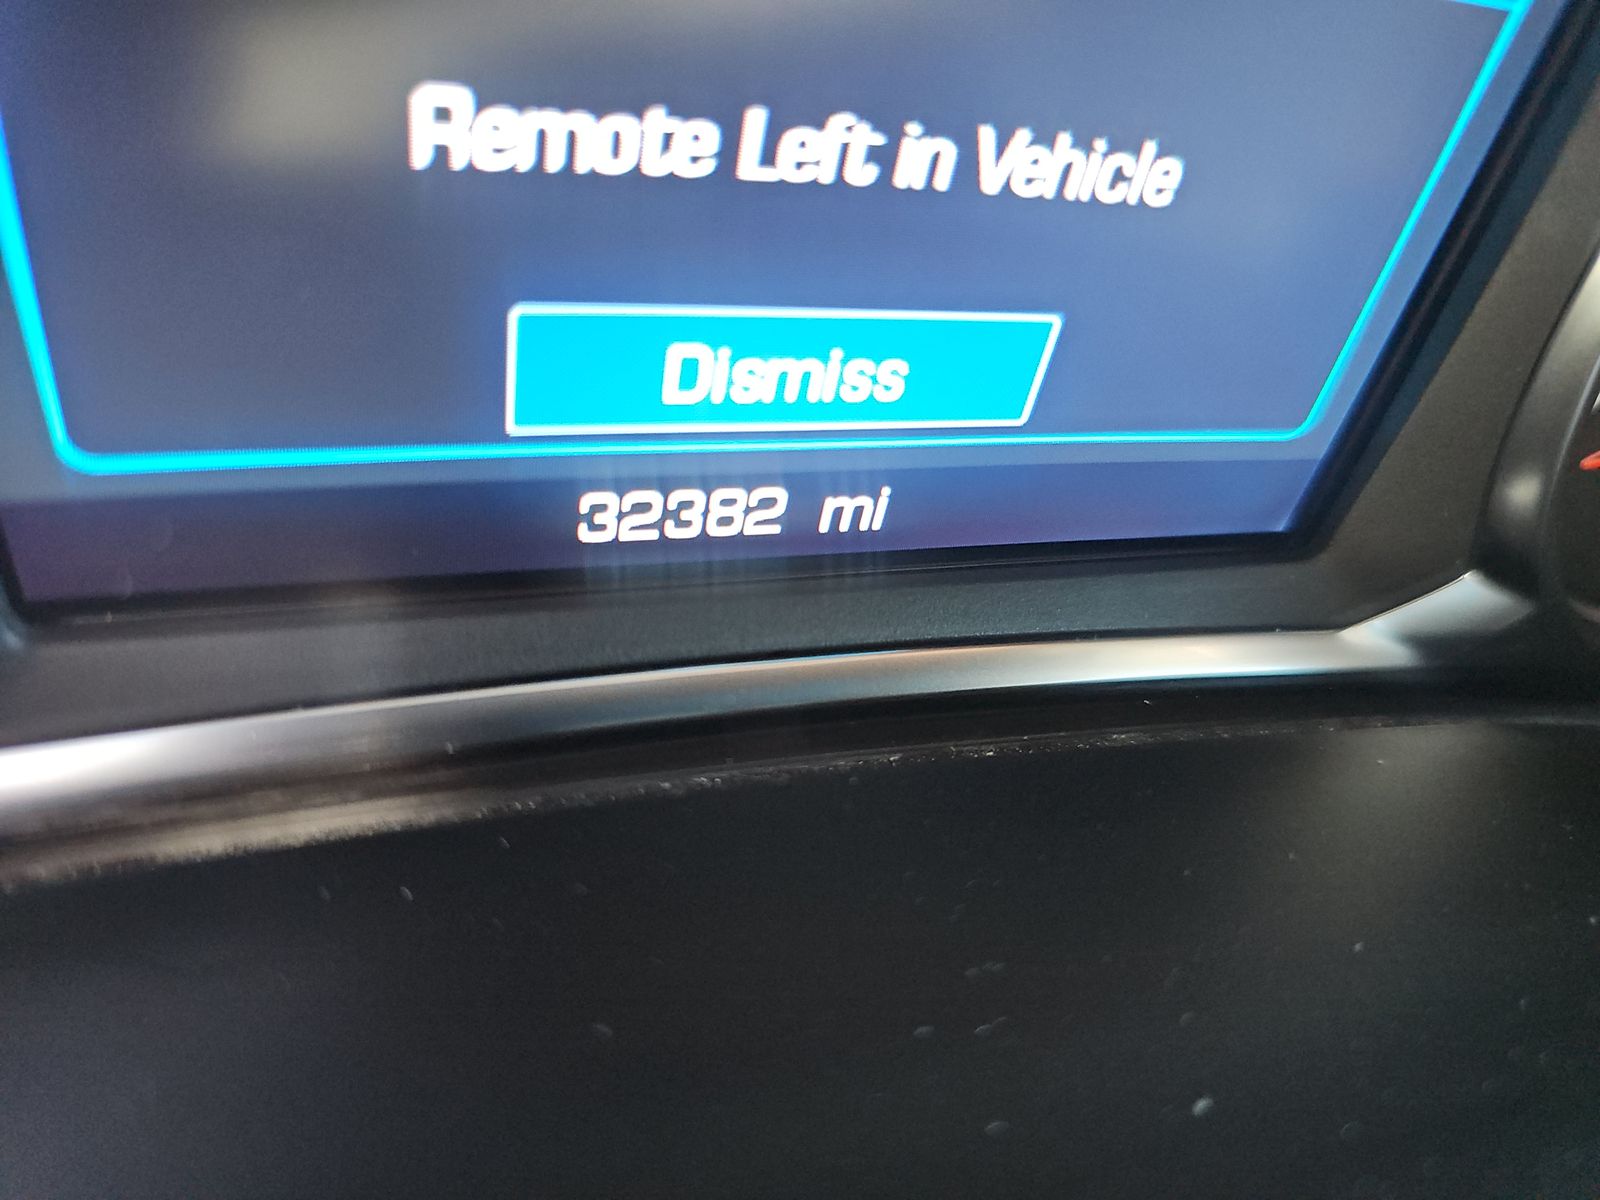 Remote Left in Vehicle
Dismiss
32382 mi